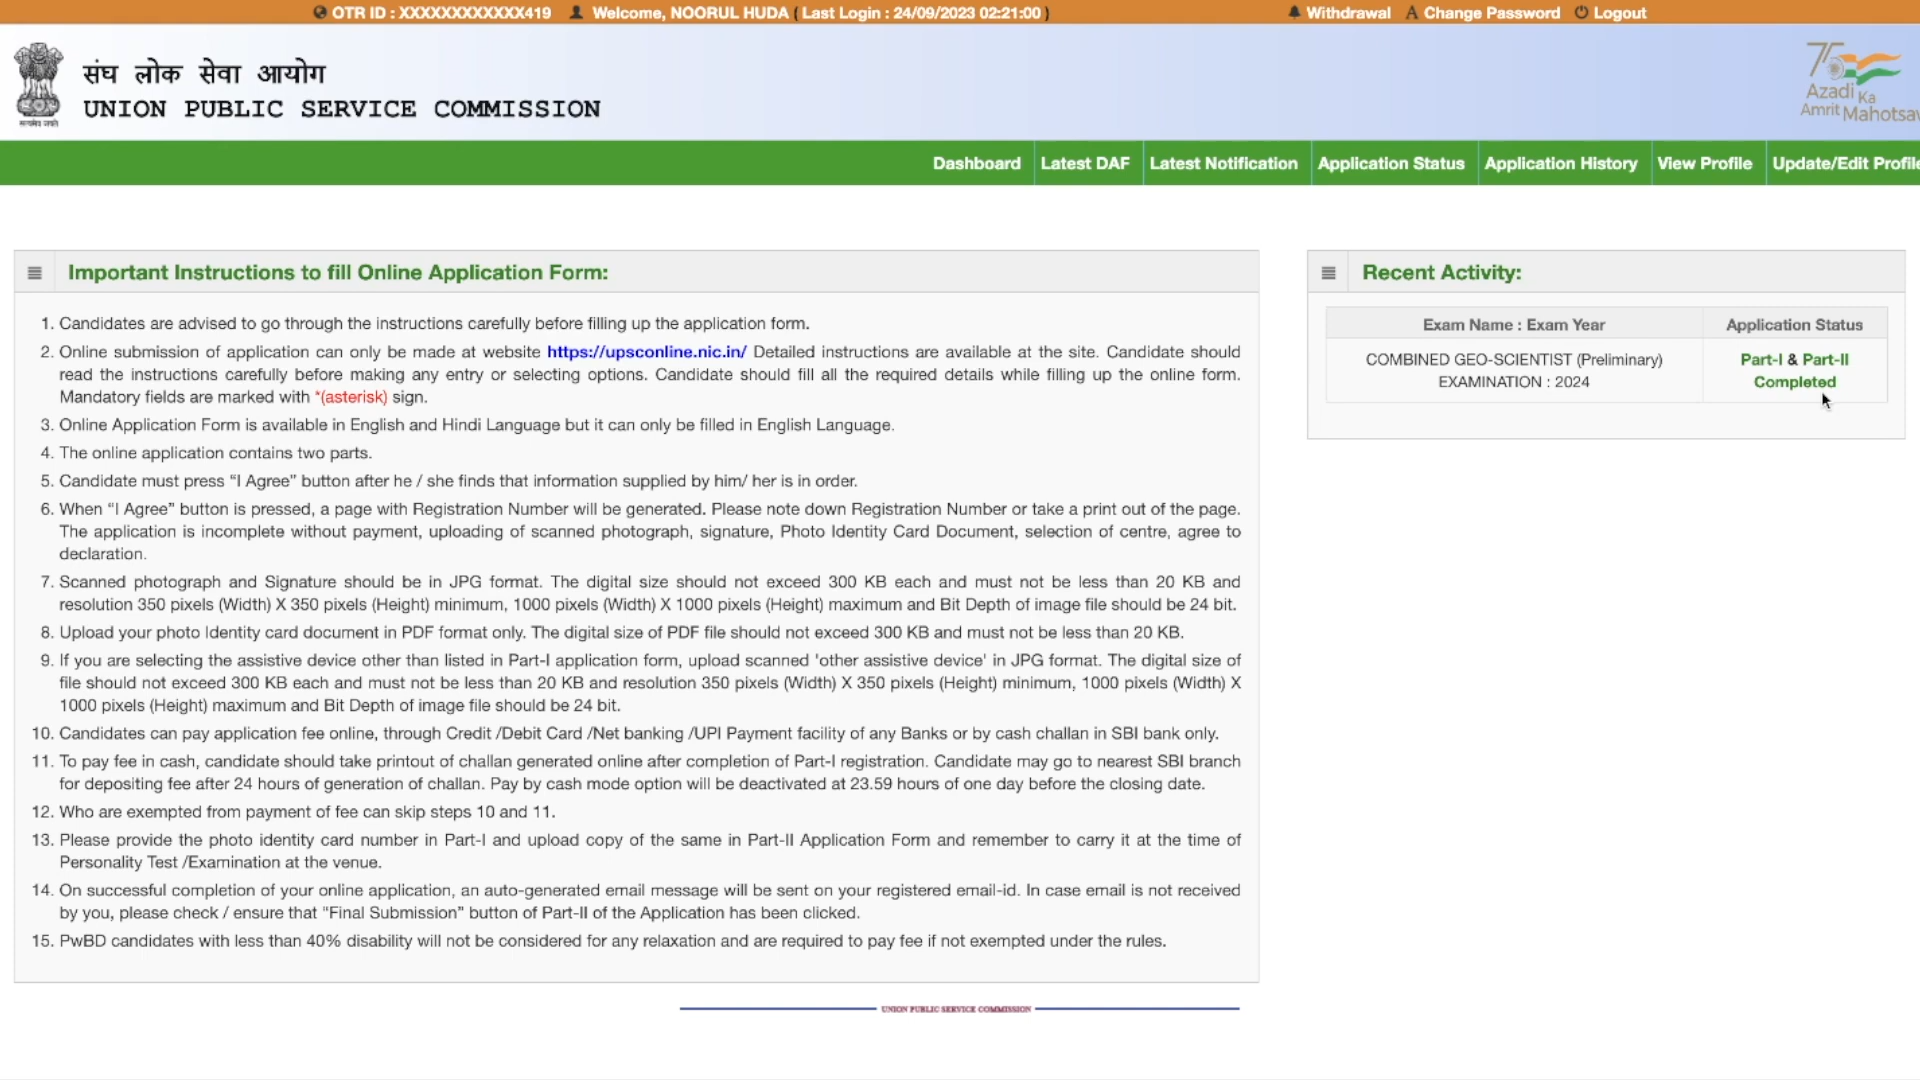 OTR ID : XXXXXXXXXXXX419 Welcome, NOORUL HUDA ( Last Login : 24/09/2023 02:21:00 ) Withdrawal Change Password Logout
संघ लोक सेवा आयोग
UNION PUBLIC SERVICE COMMISSION
सत्यमेव जयते
75
Azadi Ka
Amrit Mahotsav
Dashboard Latest DAF Latest Notification Application Status Application History View Profile Update/Edit Profile
Important Instructions to fill Online Application Form:
1. Candidates are advised to go through the instructions carefully before filling up the application form.
2. Online submission of application can only be made at website https://upsconline.nic.in/ Detailed instructions are available at the site. Candidate should
read the instructions carefully before making any entry or selecting options. Candidate should fill all the required details while filling up the online form.
Mandatory fields are marked with *(asterisk) sign.
3. Online Application Form is available in English and Hindi Language but it can only be filled in English Language.
4. The online application contains two parts.
5. Candidate must press “I Agree” button after he / she finds that information supplied by him/ her is in order.
6. When “I Agree” button is pressed, a page with Registration Number will be generated. Please note down Registration Number or take a print out of the page.
The application is incomplete without payment, uploading of scanned photograph, signature, Photo Identity Card Document, selection of centre, agree to
declaration.
7. Scanned photograph and Signature should be in JPG format. The digital size should not exceed 300 KB each and must not be less than 20 KB and
resolution 350 pixels (Width) X 350 pixels (Height) minimum, 1000 pixels (Width) X 1000 pixels (Height) maximum and Bit Depth of image file should be 24 bit.
8. Upload your photo Identity card document in PDF format only. The digital size of PDF file should not exceed 300 KB and must not be less than 20 KB.
9. If you are selecting the assistive device other than listed in Part-I application form, upload scanned 'other assistive device' in JPG format. The digital size of
file should not exceed 300 KB each and must not be less than 20 KB and resolution 350 pixels (Width) X 350 pixels (Height) minimum, 1000 pixels (Width) X
1000 pixels (Height) maximum and Bit Depth of image file should be 24 bit.
10. Candidates can pay application fee online, through Credit /Debit Card /Net banking /UPI Payment facility of any Banks or by cash challan in SBI bank only.
11. To pay fee in cash, candidate should take printout of challan generated online after completion of Part-I registration. Candidate may go to nearest SBI branch
for depositing fee after 24 hours of generation of challan. Pay by cash mode option will be deactivated at 23.59 hours of one day before the closing date.
12. Who are exempted from payment of fee can skip steps 10 and 11.
13. Please provide the photo identity card number in Part-I and upload copy of the same in Part-II Application Form and remember to carry it at the time of
Personality Test /Examination at the venue.
14. On successful completion of your online application, an auto-generated email message will be sent on your registered email-id. In case email is not received
by you, please check / ensure that “Final Submission” button of Part-II of the Application has been clicked.
15. PwBD candidates with less than 40% disability will not be considered for any relaxation and are required to pay fee if not exempted under the rules.
Recent Activity:
Exam Name : Exam Year Application Status
COMBINED GEO-SCIENTIST (Preliminary) Part-I & Part-II
EXAMINATION : 2024 Completed
UNION PUBLIC SERVICE COMMISSION